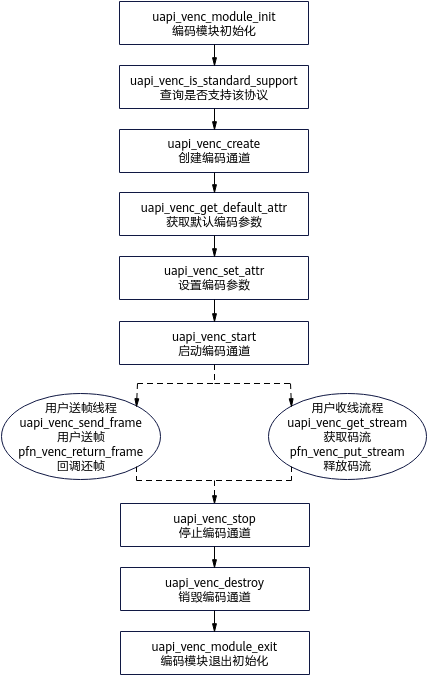 uapi_venc_module_init
编码模块初始化
uapi_venc_is_standard_support
查询是否支持该协议
uapi_venc_create
创建编码通道
uapi_venc_get_default_attr
获取默认编码参数
uapi_venc_set_attr
设置编码参数
uapi_venc_start
启动编码通道
用户送帧线程
uapi_venc_send_frame
用户送帧
pfn_venc_return_frame
回调还帧
用户收线流程
uapi_venc_get_stream
获取码流
pfn_venc_put_stream
释放码流
uapi_venc_stop
停止编码通道
uapi_venc_destroy
销毁编码通道
uapi_venc_module_exit
编码模块退出初始化